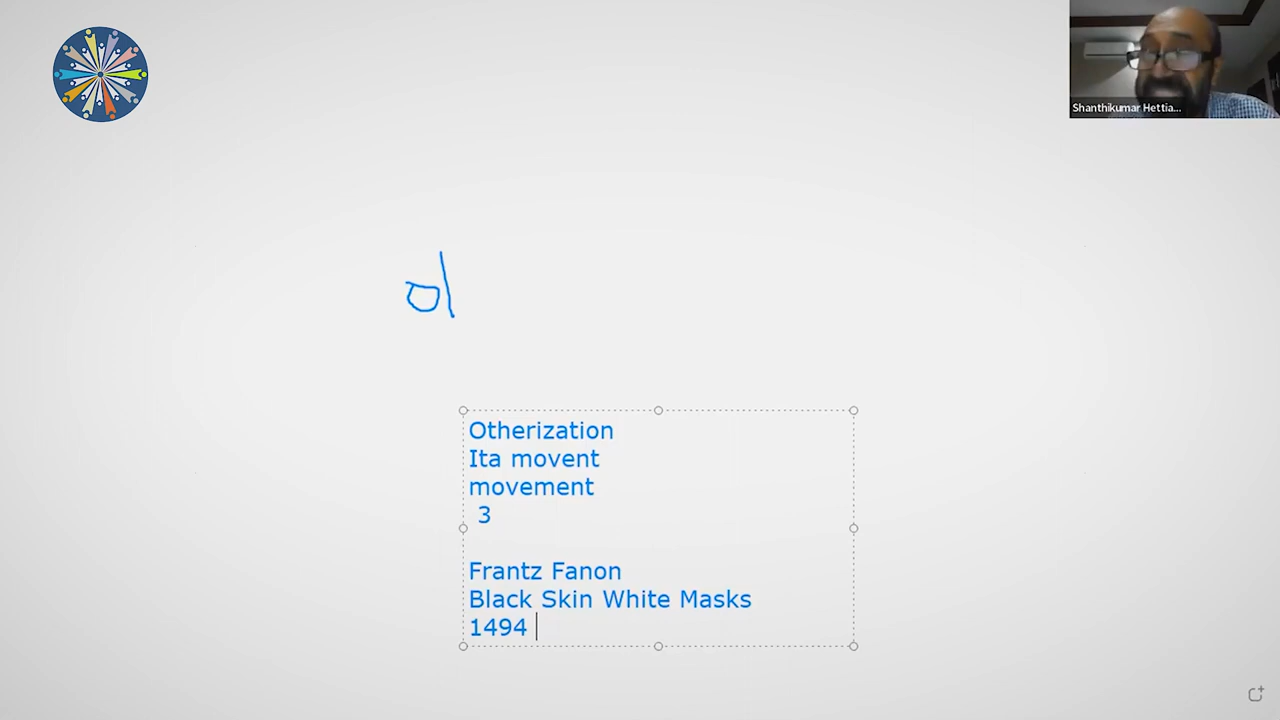 Shanthikumar Hettia...
Otherization
Ita movent
movement
3
Frantz Fanon
Black Skin White Masks
1494